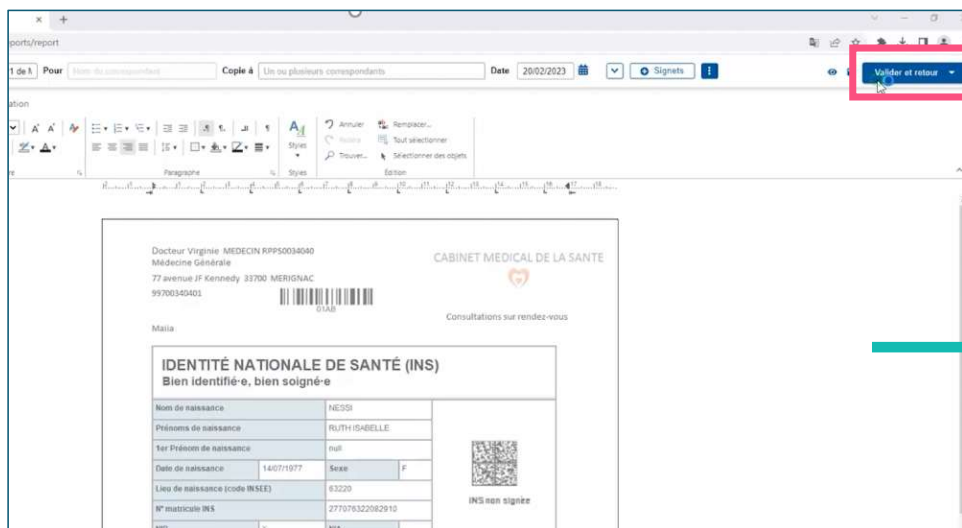 ports/report
1 de M Pour Nom du correspondant Copie à Un ou plusieurs correspondants Date 20/02/2023 Signets Valider et retour
ation
Annuler Remplacer...
Styles Tout sélectionner
Trouver... Sélectionner des objets
Paragraphe Styles Édition
Docteur Virginie MEDECIN RPPS0034040
Médecine Générale
CABINET MEDICAL DE LA SANTE
77 avenue JF Kennedy 33700 MERIGNAC
99700340401
01AB
Consultations sur rendez-vous
Maiia
IDENTITÉ NATIONALE DE SANTÉ (INS)
Bien identifié·e, bien soigné·e
Nom de naissance NESSI
Prénoms de naissance RUTH ISABELLE
1er Prénom de naissance null
Date de naissance 14/07/1977 Sexe F
Lieu de naissance (code INSEE) 63220
INS non signée
N° matricule INS 277076322082910